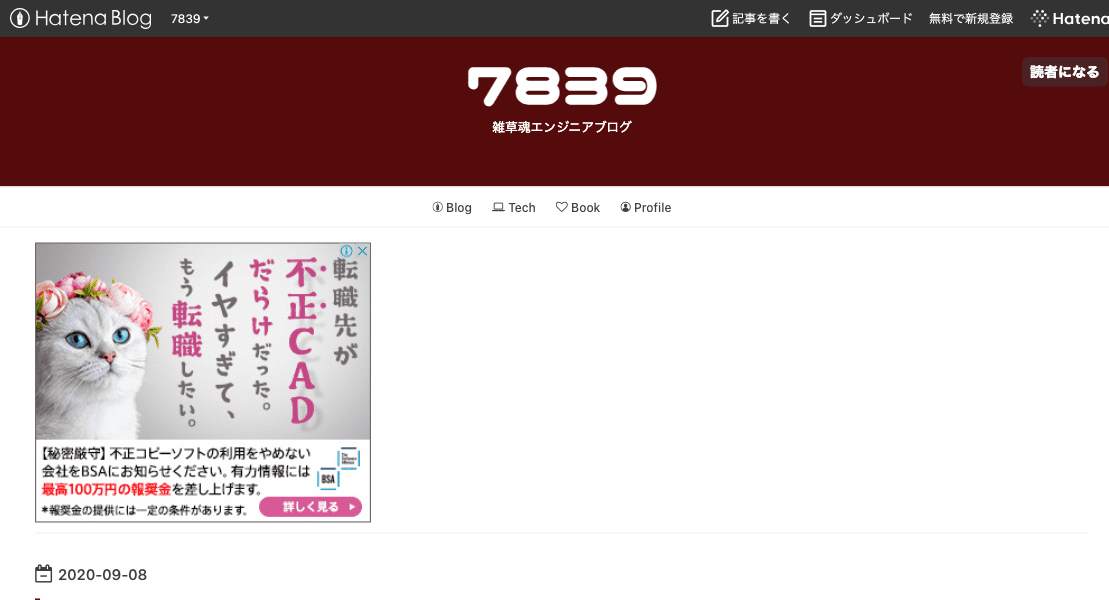 Hatena Blog
7839
記事を書く
ダッシュボード
無料で新規登録
Hatena
読者になる
7839
雑草魂エンジニアブログ
Blog
Tech
Book
Profile
転職先が
不正CAD
だらけだった。
イヤすぎて、
もう転職したい。
【秘密厳守】不正コピーソフトの利用をやめない
会社をBSAにお知らせください。有力情報には
最高100万円の報奨金を差し上げます。
*報奨金の提供には一定の条件があります。
BSA
詳しく見る
2020-09-08